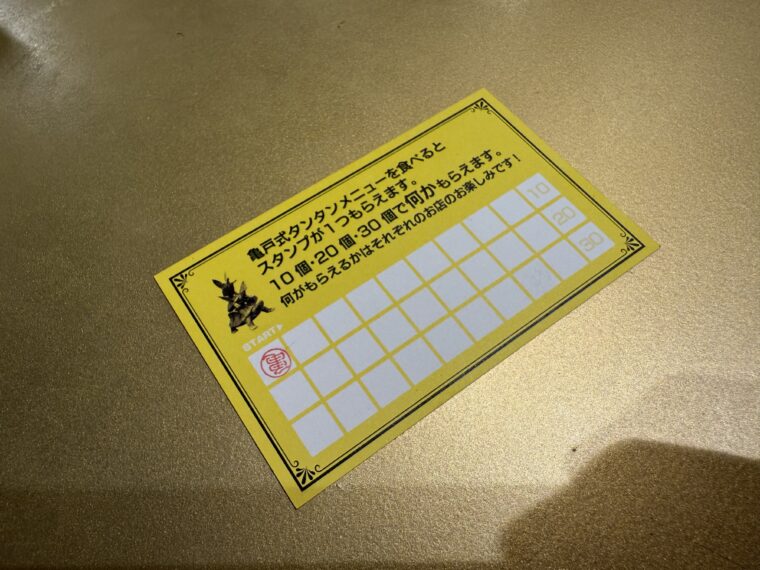 亀戸式タンタンメニューを食べると
スタンプが1つもらえます。
10個・20個・30個で何かもらえます。
何がもらえるかはそれぞれのお店のお楽しみです!
START▶
亀
10
20
30